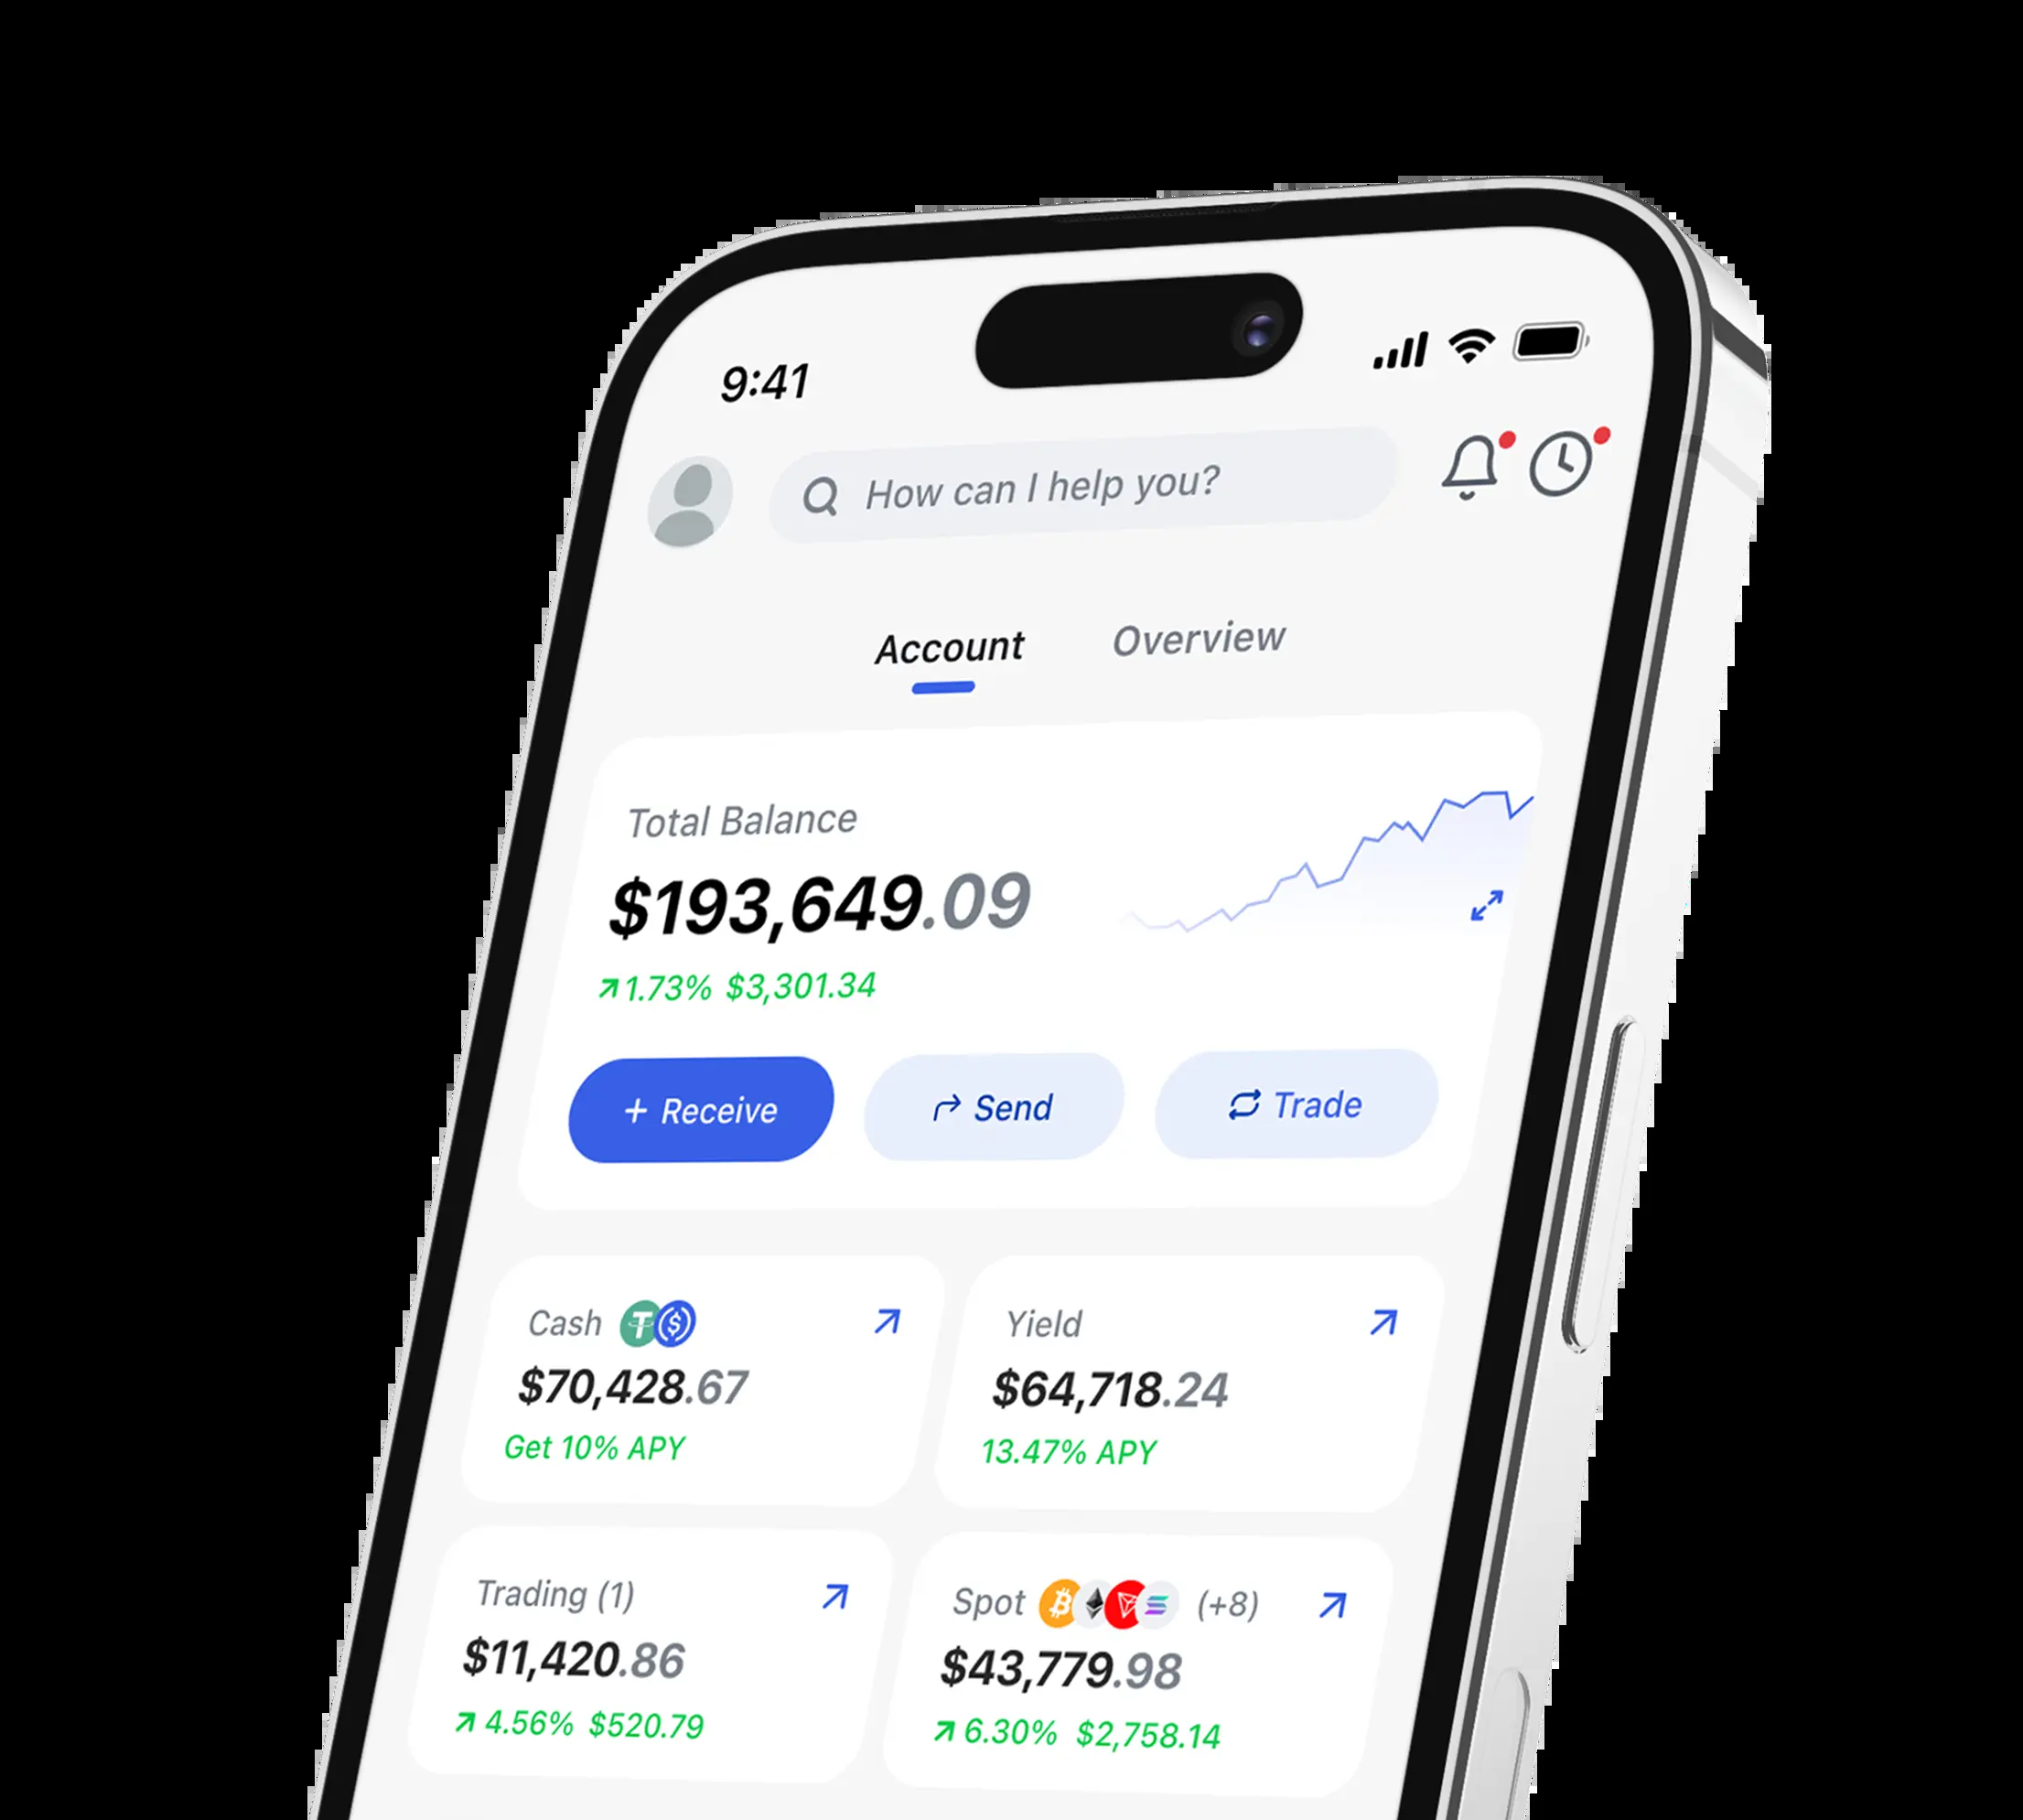 9:41
How can I help you?
Account Overview
Total Balance
$193,649.09
1.73% $3,301.34
+ Receive Send Trade
Cash
$70,428.67
Get 10% APY
Yield
$64,718.24
13.47% APY
Trading (1)
$11,420.86
4.56% $520.79
Spot (+8)
$43,779.98
6.30% $2,758.14